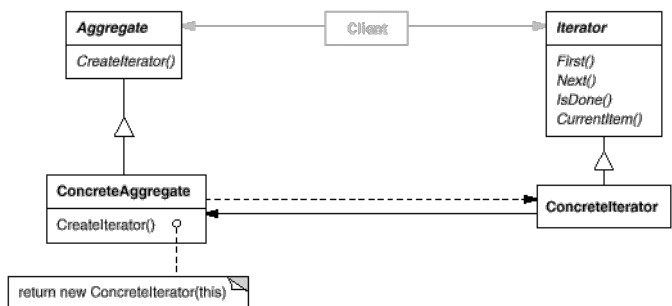 Aggregate
CreateIterator()
Client
Iterator
First()
Next()
IsDone()
CurrentItem()
ConcreteAggregate
CreateIterator()
ConcreteIterator
return new ConcreteIterator(this)